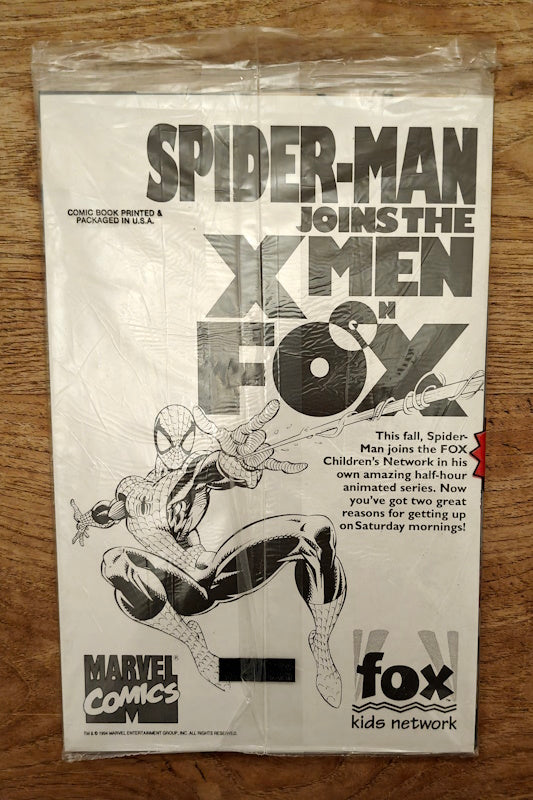 SPIDER-MAN
JOINS THE
COMIC BOOK PRINTED &
PACKAGED IN U.S.A.
X MEN
ON
FOX
This fall, Spider-
Man joins the FOX
Children's Network in his
own amazing half-hour
animated series. Now
you've got two great
reasons for getting up
on Saturday mornings!
MARVEL
COMICS
M
fox
kids network
TM & © 1994 MARVEL ENTERTAINMENT GROUP, INC. ALL RIGHTS RESERVED.